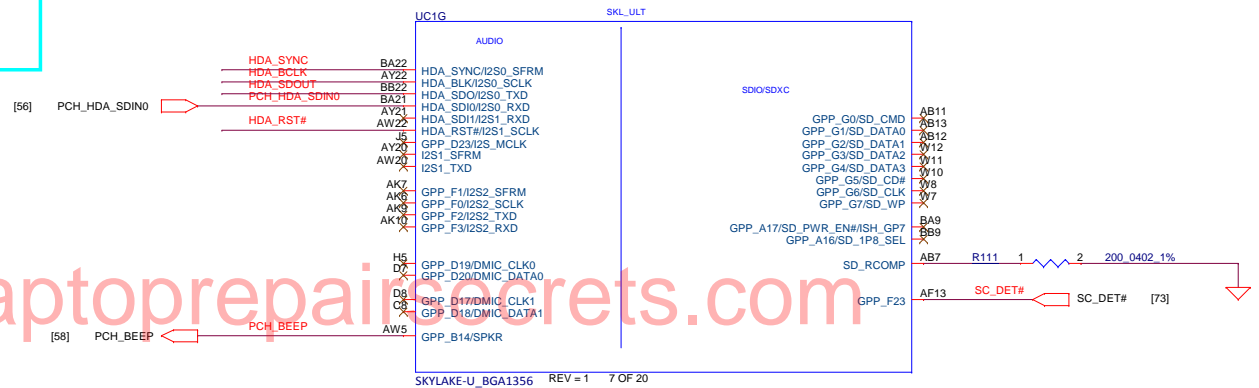 UC1G
SKL_ULT
AUDIO
SDIO/SDXC
HDA_SYNC BA22 HDA_SYNC/I2S0_SFRM
HDA_BCLK AY22 HDA_BLK/I2S0_SCLK
HDA_SDOUT BB22 HDA_SDO/I2S0_TXD
[56] PCH_HDA_SDIN0 PCH_HDA_SDIN0 BA21 HDA_SDI0/I2S0_RXD
AY21 HDA_SDI1/I2S1_RXD
HDA_RST# AW22 HDA_RST#/I2S1_SCLK
J5 GPP_D23/I2S_MCLK
AY20 I2S1_SFRM
AW20 I2S1_TXD
AK7 GPP_F1/I2S2_SFRM
AK6 GPP_F0/I2S2_SCLK
AK9 GPP_F2/I2S2_TXD
AK10 GPP_F3/I2S2_RXD
H5 GPP_D19/DMIC_CLK0
D7 GPP_D20/DMIC_DATA0
D8 GPP_D17/DMIC_CLK1
C8 GPP_D18/DMIC_DATA1
[58] PCH_BEEP PCH_BEEP AW5 GPP_B14/SPKR
GPP_G0/SD_CMD AB11
GPP_G1/SD_DATA0 AB13
GPP_G2/SD_DATA1 AB12
GPP_G3/SD_DATA2 W12
GPP_G4/SD_DATA3 W11
GPP_G5/SD_CD# W10
GPP_G6/SD_CLK W8
GPP_G7/SD_WP W7
GPP_A17/SD_PWR_EN#/ISH_GP7 BA9
GPP_A16/SD_1P8_SEL BB9
SD_RCOMP AB7 R111 1 2 200_0402_1%
GPP_F23 AF13 SC_DET# SC_DET# [73]
aptoprepairsecrets.com
SKYLAKE-U_BGA1356 REV = 1 7 OF 20